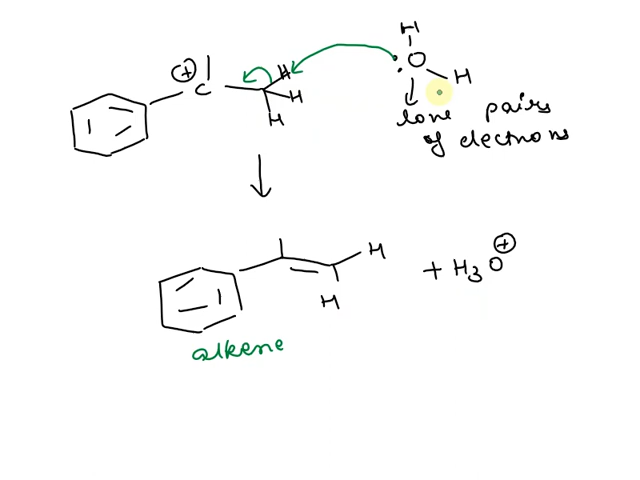 H
⊕
C
H
H
H
O
H
lone pairs
of electrons
H
H
+ H3O⊕
alkene